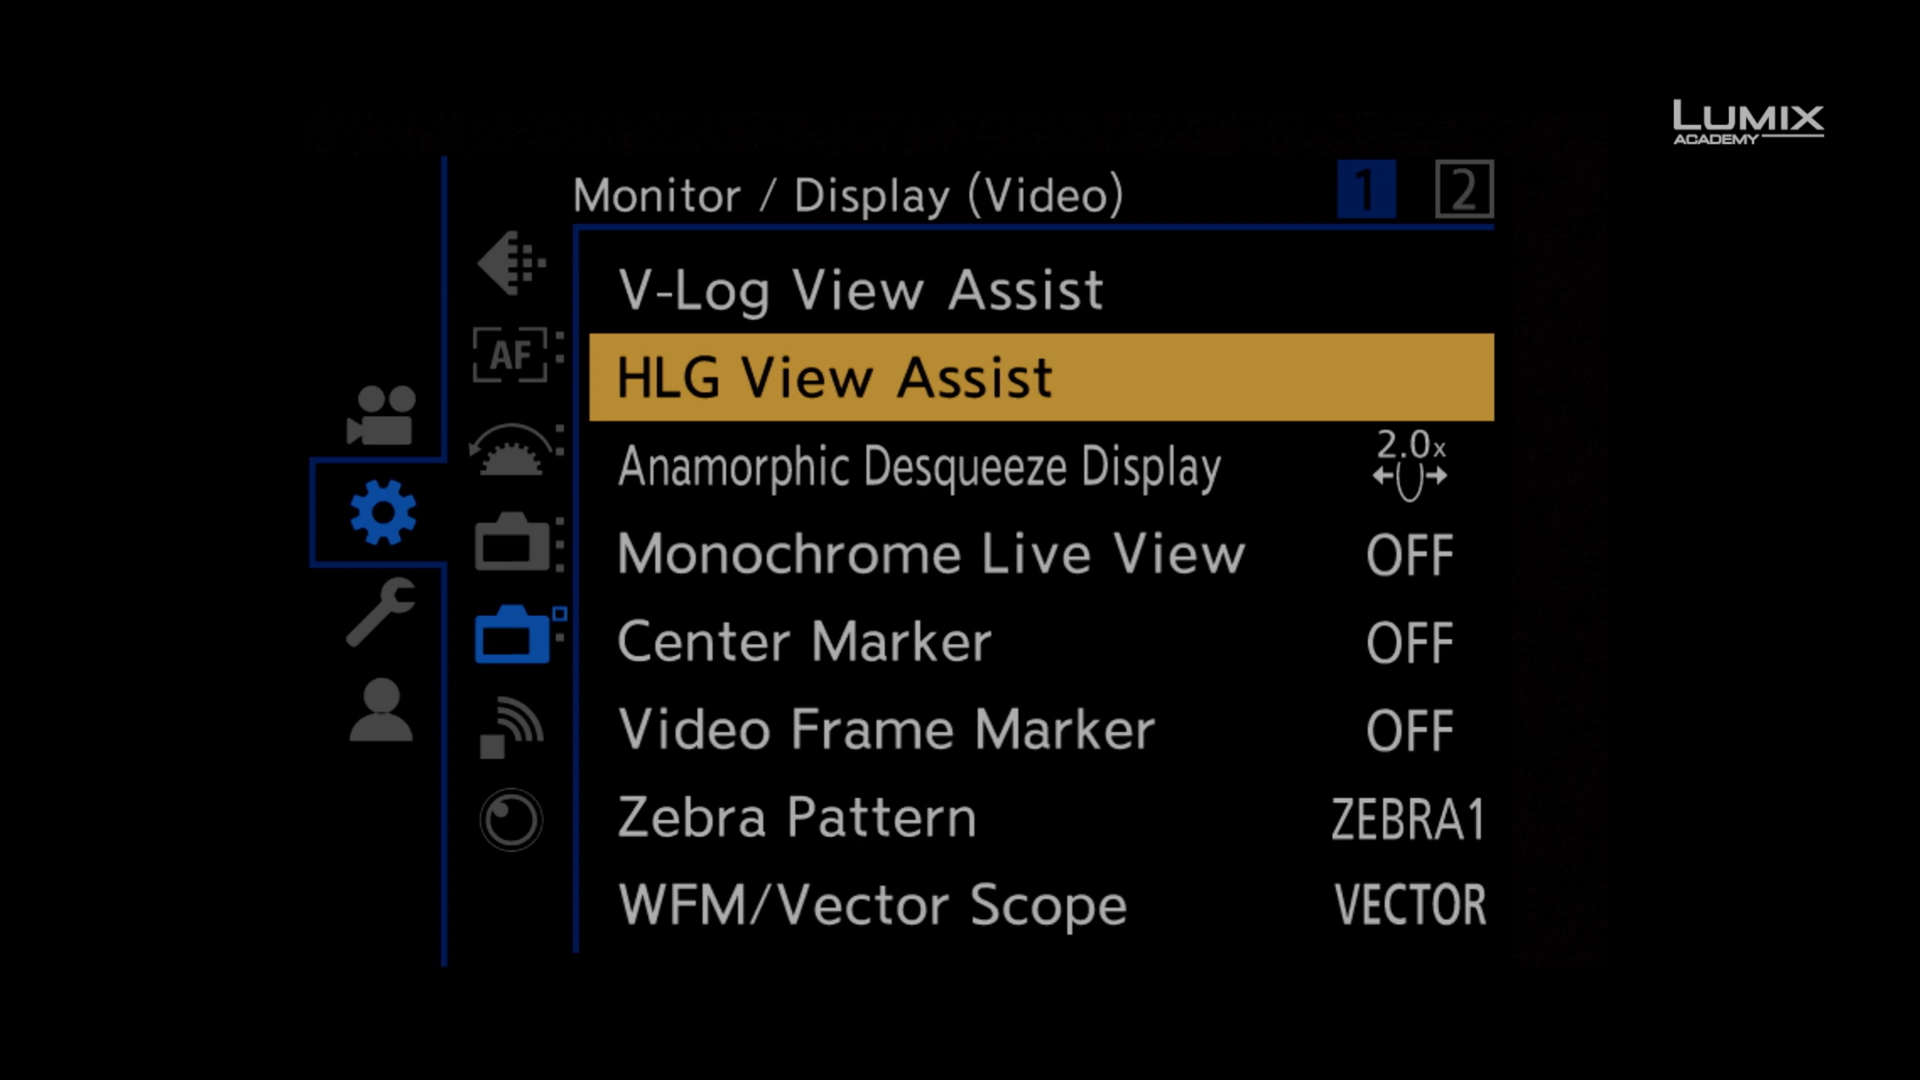 LUMIX
ACADEMY
Monitor / Display (Video)
1 2
V-Log View Assist
AF
HLG View Assist
Anamorphic Desqueeze Display 2.0x
Monochrome Live View OFF
Center Marker OFF
Video Frame Marker OFF
Zebra Pattern ZEBRA1
WFM/Vector Scope VECTOR